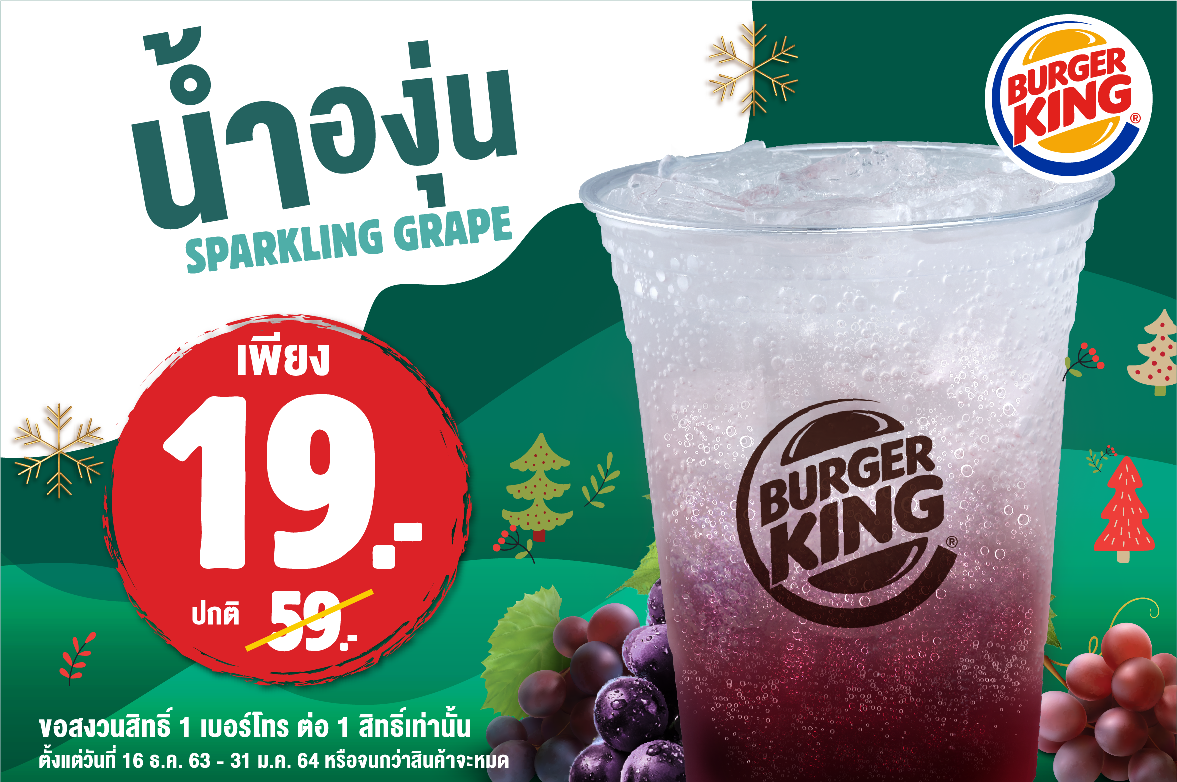 น้ำองุ่น
SPARKLING GRAPE
BURGER
KING
®
เพียง
19.-
ปกติ 59.-
BURGER
KING
®
ขอสงวนสิทธิ์ 1 เบอร์โทร ต่อ 1 สิทธิ์เท่านั้น
ตั้งแต่วันที่ 16 ธ.ค. 63 - 31 ม.ค. 64 หรือจนกว่าสินค้าจะหมด